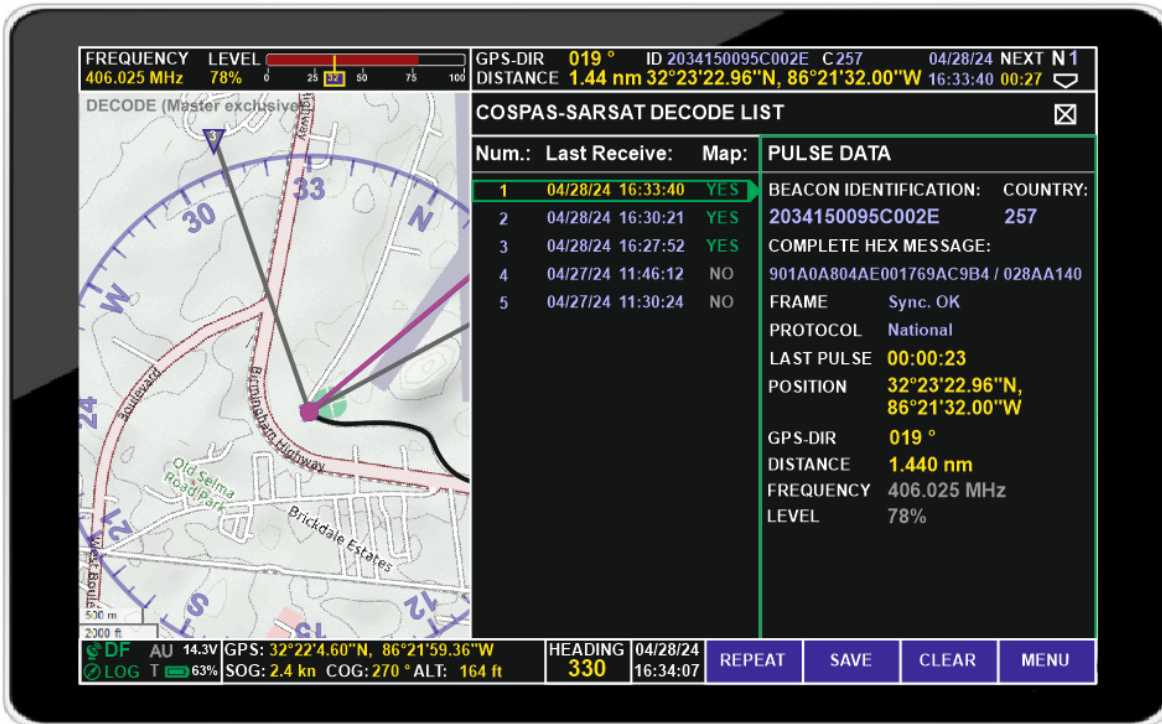 FREQUENCY LEVEL
406.025 MHz 78% 0 25 32 50 75 100
GPS-DIR 019 ° ID 2034150095C002E C 257 04/28/24 NEXT N 1
DISTANCE 1.44 nm 32°23'22.96"N, 86°21'32.00"W 16:33:40 00:27
DECODE (Master exclusive)
3
33
30
N
W
24
21
S
15
12
Birmingham Highway
Boulevard
Old Selma
Road Park
Brickdale Estates
West Boule
500 m
2000 ft
COSPAS-SARSAT DECODE LIST
Num.: Last Receive: Map:
1 04/28/24 16:33:40 YES
2 04/28/24 16:30:21 YES
3 04/28/24 16:27:52 YES
4 04/27/24 11:46:12 NO
5 04/27/24 11:30:24 NO
PULSE DATA
BEACON IDENTIFICATION: COUNTRY:
2034150095C002E 257
COMPLETE HEX MESSAGE:
901A0A804AE001769AC9B4 / 028AA140
FRAME Sync. OK
PROTOCOL National
LAST PULSE 00:00:23
POSITION 32°23'22.96"N,
86°21'32.00"W
GPS-DIR 019 °
DISTANCE 1.440 nm
FREQUENCY 406.025 MHz
LEVEL 78%
DF AU 14.3V GPS: 32°22'4.60"N, 86°21'59.36"W HEADING 04/28/24
LOG T 63% SOG: 2.4 kn COG: 270 ° ALT: 164 ft 330 16:34:07
REPEAT SAVE CLEAR MENU